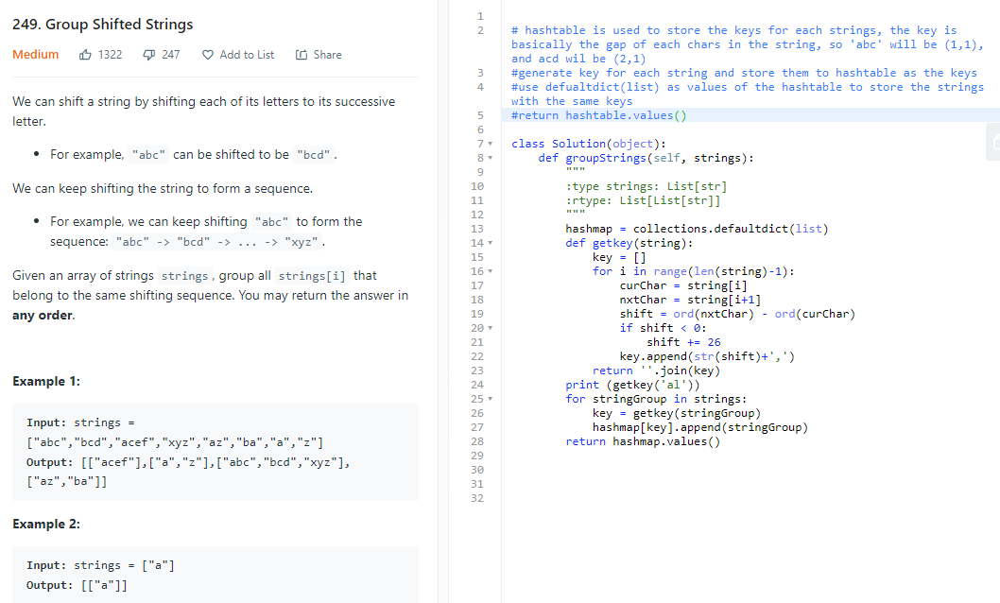 249. Group Shifted Strings
Medium 1322 247 Add to List Share
We can shift a string by shifting each of its letters to its successive
letter.
• For example, "abc" can be shifted to be "bcd".
We can keep shifting the string to form a sequence.
• For example, we can keep shifting "abc" to form the
sequence: "abc" -> "bcd" -> ... -> "xyz".
Given an array of strings strings, group all strings[i] that
belong to the same shifting sequence. You may return the answer in
any order.
Example 1:
Input: strings =
["abc","bcd","acef","xyz","az","ba","a","z"]
Output: [["acef"],["a","z"],["abc","bcd","xyz"],
["az","ba"]]
Example 2:
Input: strings = ["a"]
Output: [["a"]]
1
2 # hashtable is used to store the keys for each strings, the key is
basically the gap of each chars in the string, so 'abc' will be (1,1),
and acd wil be (2,1)
3 #generate key for each string and store them to hashtable as the keys
4 #use defualtdict(list) as values of the hashtable to store the strings
with the same keys
5 #return hashtable.values()
6
7 class Solution(object):
8     def groupStrings(self, strings):
9         """
10         :type strings: List[str]
11         :rtype: List[List[str]]
12         """
13         hashmap = collections.defaultdict(list)
14         def getkey(string):
15             key = []
16             for i in range(len(string)-1):
17                 curChar = string[i]
18                 nxtChar = string[i+1]
19                 shift = ord(nxtChar) - ord(curChar)
20                 if shift < 0:
21                     shift += 26
22                 key.append(str(shift)+',')
23             return ''.join(key)
24         print (getkey('al'))
25         for stringGroup in strings:
26             key = getkey(stringGroup)
27             hashmap[key].append(stringGroup)
28         return hashmap.values()
29
30
31
32